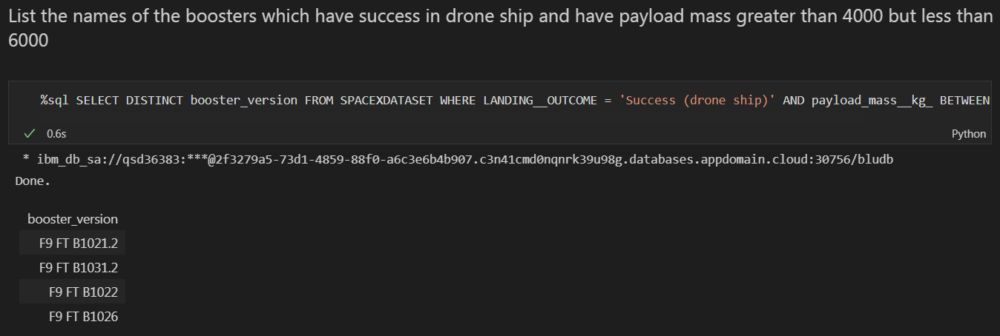 List the names of the boosters which have success in drone ship and have payload mass greater than 4000 but less than
6000
%sql SELECT DISTINCT booster_version FROM SPACEXDATASET WHERE LANDING__OUTCOME = 'Success (drone ship)' AND payload_mass__kg_ BETWEEN
0.6s
Python
* ibm_db_sa://qsd36383:***@2f3279a5-73d1-4859-88f0-a6c3e6b4b907.c3n41cmd0nqnrk39u98g.databases.appdomain.cloud:30756/bludb
Done.
booster_version
F9 FT B1021.2
F9 FT B1031.2
F9 FT B1022
F9 FT B1026